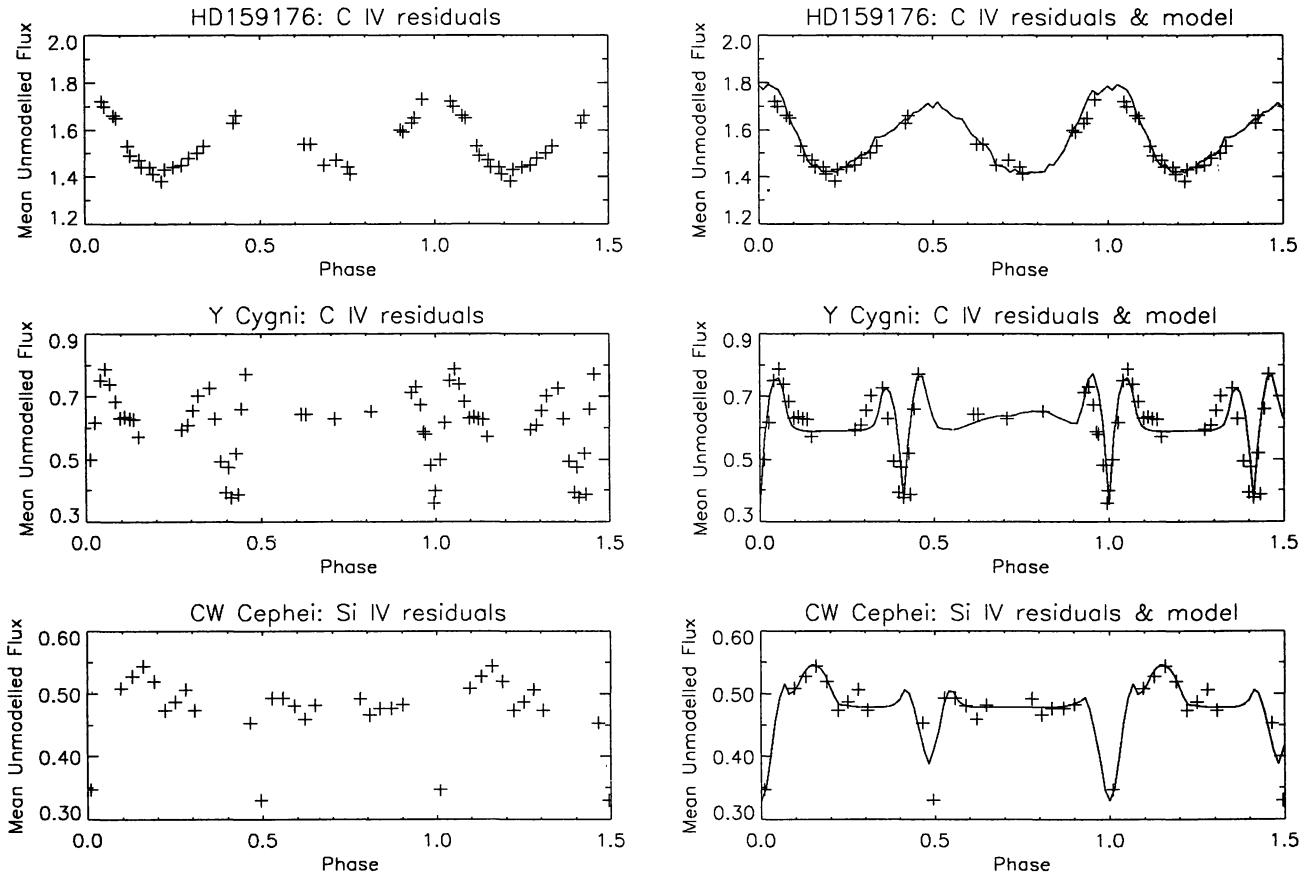 HD159176: C IV residuals
Mean Unmodelled Flux
2.0
1.8
1.6
1.4
1.2
0.0
0.5
1.0
1.5
Phase
HD159176: C IV residuals & model
Mean Unmodelled Flux
2.0
1.8
1.6
1.4
1.2
0.0
0.5
1.0
1.5
Phase
Y Cygni: C IV residuals
Mean Unmodelled Flux
0.9
0.7
0.5
0.3
0.0
0.5
1.0
1.5
Phase
Y Cygni: C IV residuals & model
Mean Unmodelled Flux
0.9
0.7
0.5
0.3
0.0
0.5
1.0
1.5
Phase
CW Cephei: Si IV residuals
Mean Unmodelled Flux
0.60
0.50
0.40
0.30
0.0
0.5
1.0
1.5
Phase
CW Cephei: Si IV residuals & model
Mean Unmodelled Flux
0.60
0.50
0.40
0.30
0.0
0.5
1.0
1.5
Phase